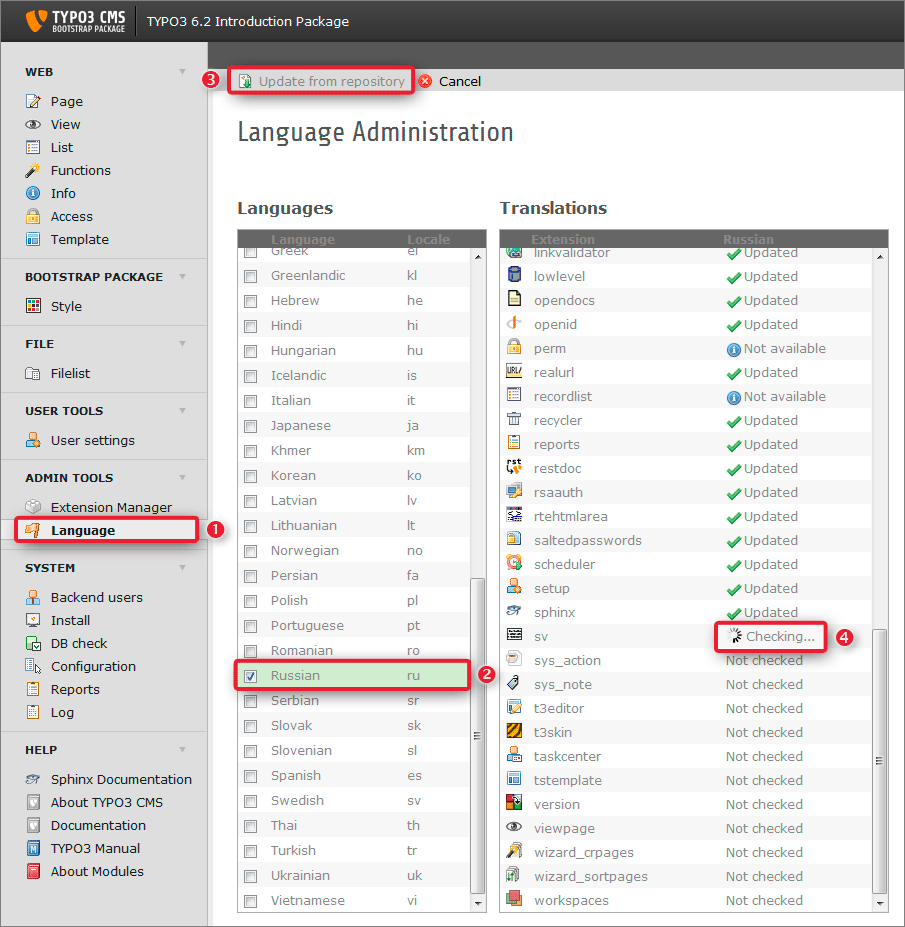 TYPO3 CMS
BOOTSTRAP PACKAGE
TYPO3 6.2 Introduction Package
WEB
Page
View
List
Functions
Info
Access
Template
BOOTSTRAP PACKAGE
Style
FILE
Filelist
USER TOOLS
User settings
ADMIN TOOLS
Extension Manager
Language
1
SYSTEM
Backend users
Install
DB check
Configuration
Reports
Log
HELP
Sphinx Documentation
About TYPO3 CMS
Documentation
TYPO3 Manual
About Modules
3
Update from repository
Cancel
Language Administration
Languages
Language Locale
Greek el
Greenlandic kl
Hebrew he
Hindi hi
Hungarian hu
Icelandic is
Italian it
Japanese ja
Khmer km
Korean ko
Latvian lv
Lithuanian lt
Norwegian no
Persian fa
Polish pl
Portuguese pt
Romanian ro
Russian ru
2
Serbian sr
Slovak sk
Slovenian sl
Spanish es
Swedish sv
Thai th
Turkish tr
Ukrainian uk
Vietnamese vi
Translations
Extension Russian
linkvalidator Updated
lowlevel Updated
opendocs Updated
openid Updated
perm Not available
URL/ realurl Updated
recordlist Not available
recycler Updated
reports Updated
rst restdoc Updated
rsaauth Updated
rtehtmlarea Updated
saltedpasswords Updated
scheduler Updated
setup Updated
sphinx Updated
sv Checking...
4
sys_action Not checked
sys_note Not checked
t3editor Not checked
t3skin Not checked
taskcenter Not checked
tstemplate Not checked
version Not checked
viewpage Not checked
wizard_crpages Not checked
wizard_sortpages Not checked
workspaces Not checked